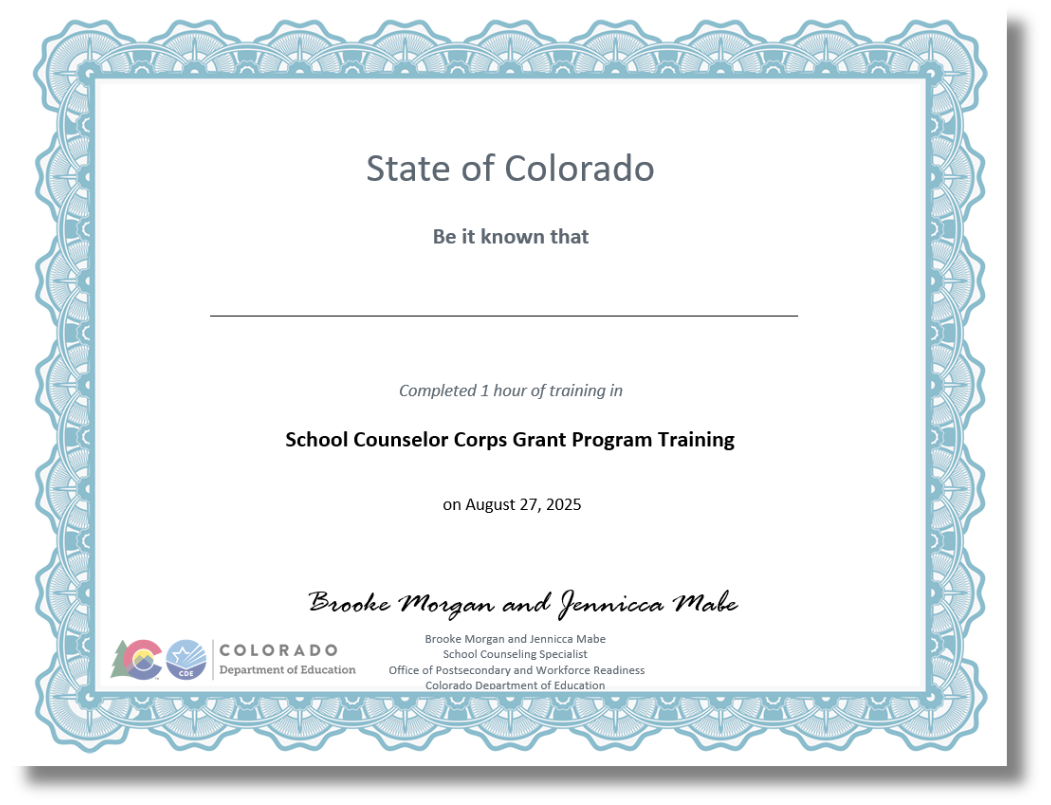 State of Colorado
Be it known that
Completed 1 hour of training in
School Counselor Corps Grant Program Training
on August 27, 2025
Brooke Morgan and Jennicca Mabe
Brooke Morgan and Jennicca Mabe
School Counseling Specialist
Office of Postsecondary and Workforce Readiness
Colorado Department of Education
CDE
COLORADO
Department of Education